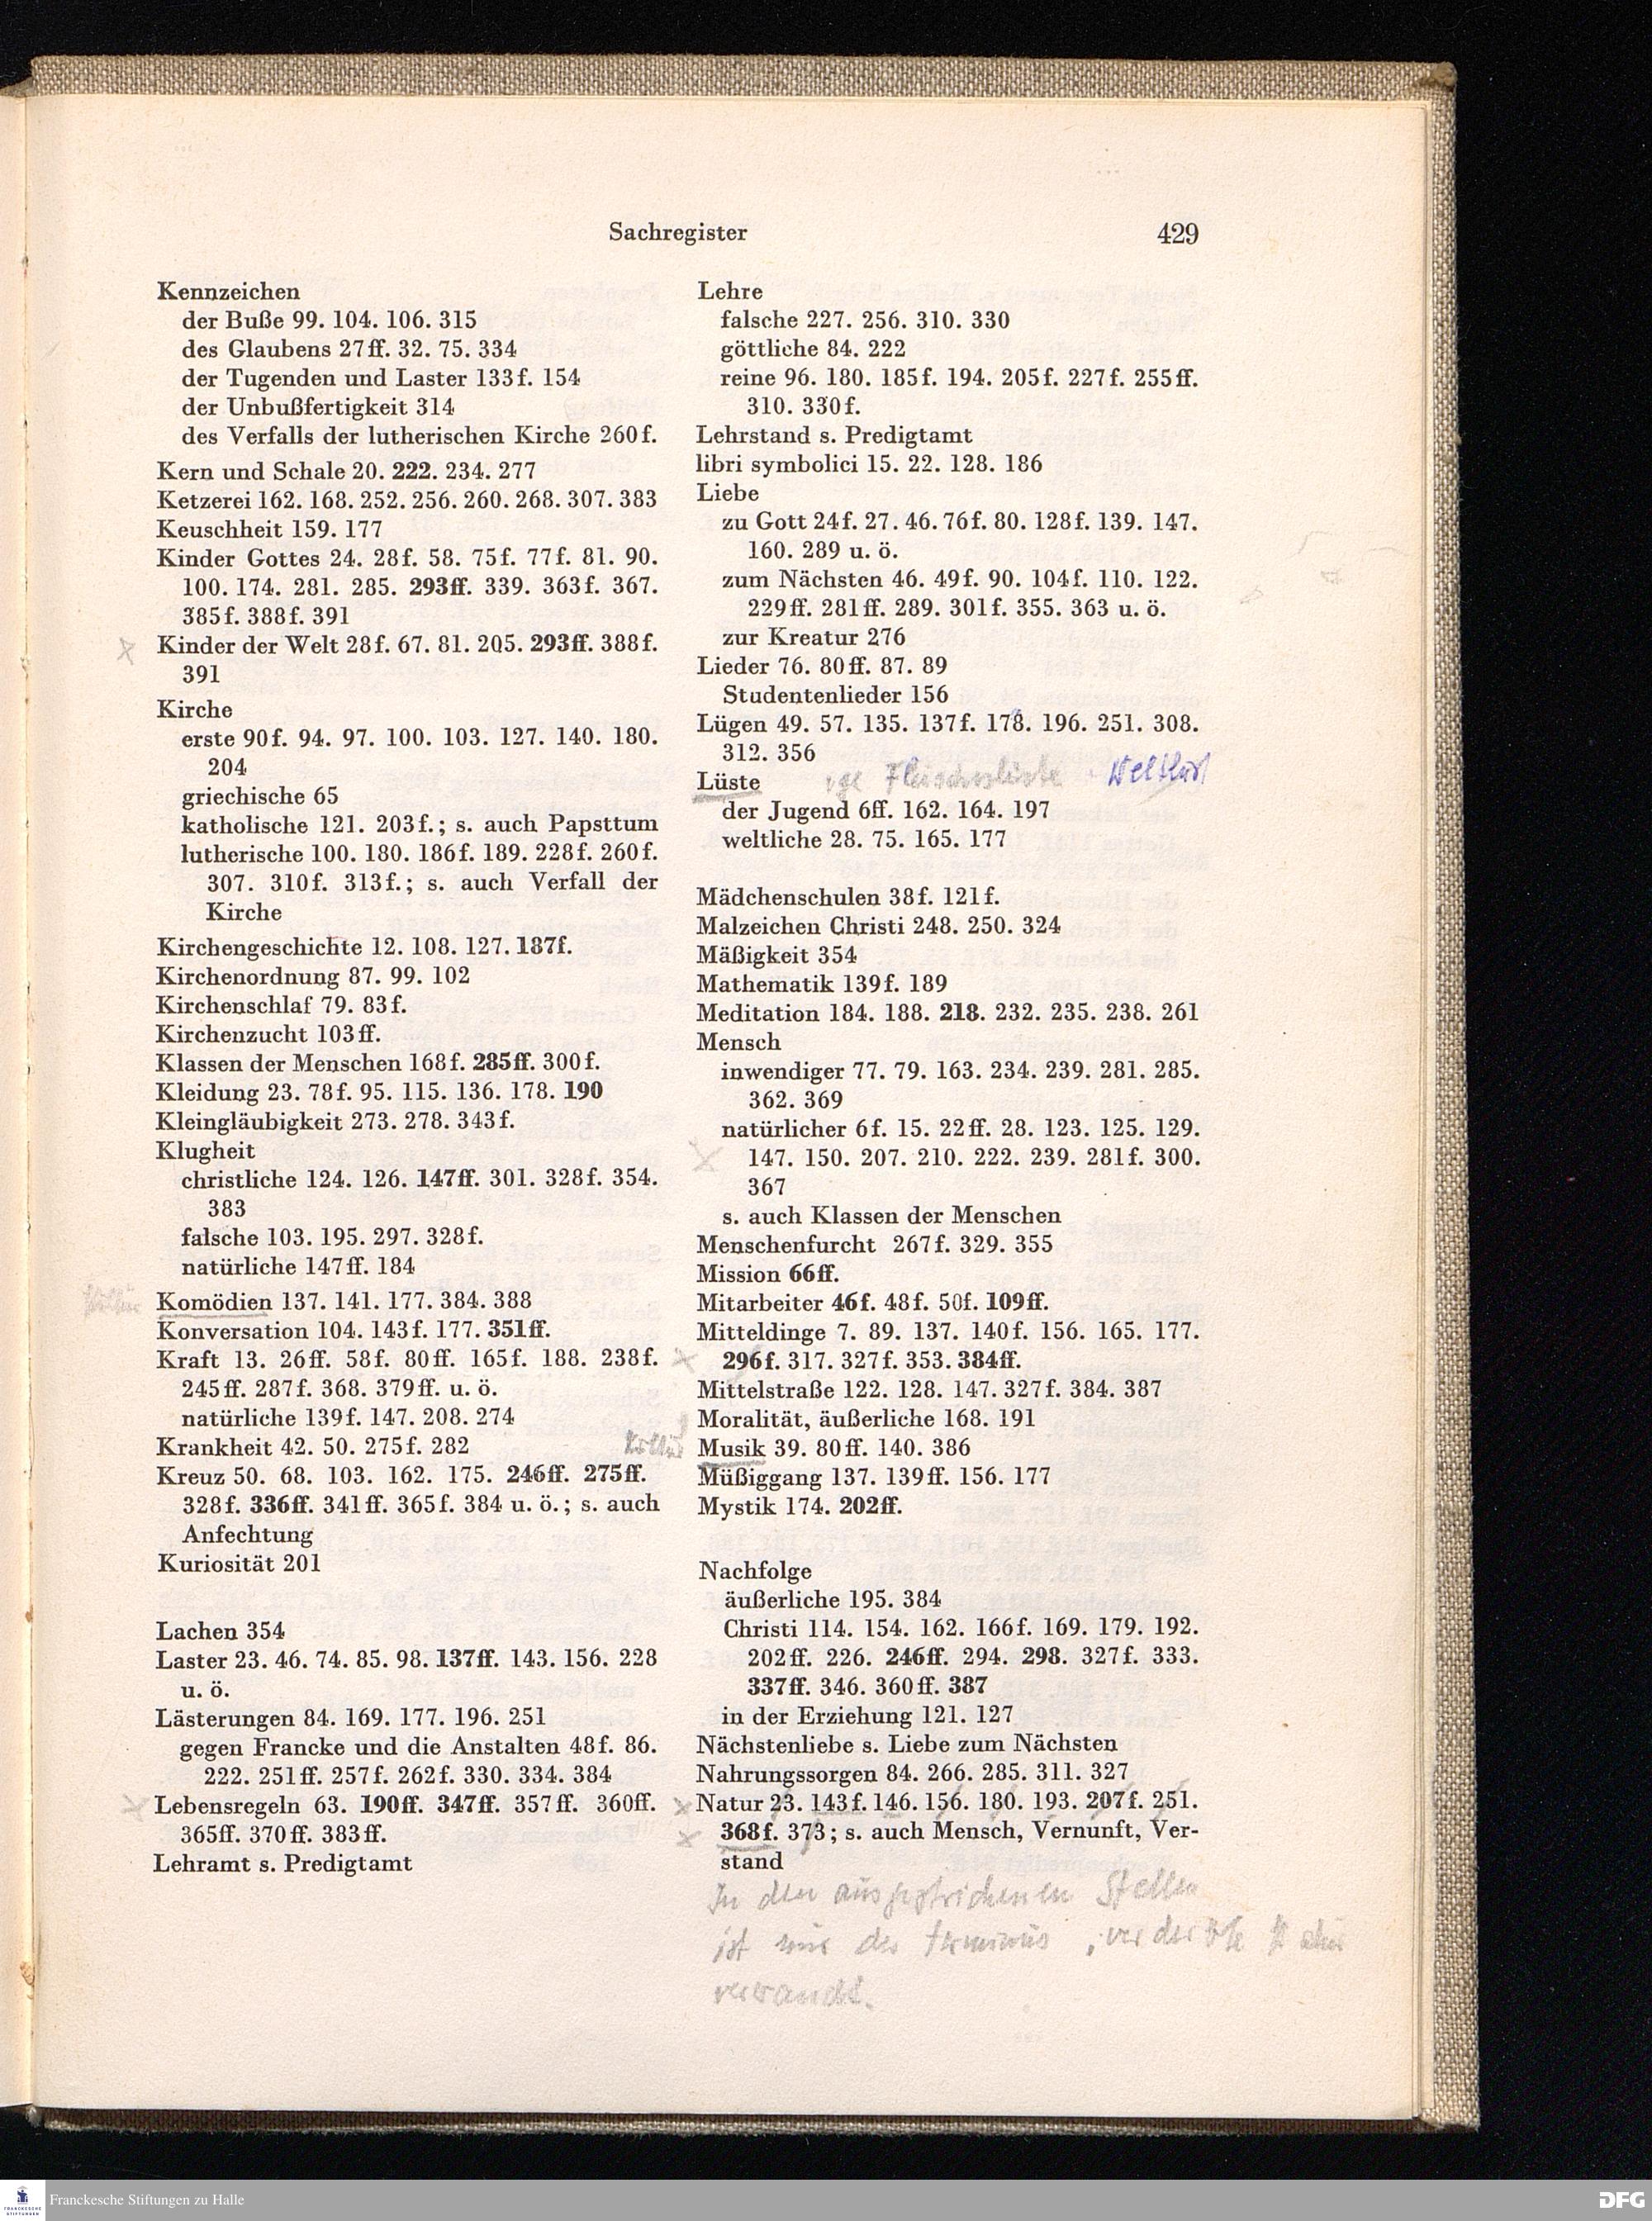 Sachregister
429
Kennzeichen
der Buße 99. 104. 106. 315
des Glaubens 27ff. 32. 75. 334
der Tugenden und Laster 133f. 154
der Unbußfertigkeit 314
des Verfalls der lutherischen Kirche 260f.
Kern und Schale 20. 222. 234. 277
Ketzerei 162. 168. 252. 256. 260. 268. 307. 383
Keuschheit 159. 177
Kinder Gottes 24. 28f. 58. 75f. 77f. 81. 90.
100. 174. 281. 285. 293ff. 339. 363f. 367.
385f. 388f. 391
Kinder der Welt 28f. 67. 81. 205. 293ff. 388f.
391
Kirche
erste 90f. 94. 97. 100. 103. 127. 140. 180.
204
griechische 65
katholische 121. 203f.; s. auch Papsttum
lutherische 100. 180. 186f. 189. 228f. 260f.
307. 310f. 313f.; s. auch Verfall der
Kirche
Kirchengeschichte 12. 108. 127. 187f.
Kirchenordnung 87. 99. 102
Kirchenschlaf 79. 83f.
Kirchenzucht 103ff.
Klassen der Menschen 168f. 285ff. 300f.
Kleidung 23. 78f. 95. 115. 136. 178. 190
Kleingläubigkeit 273. 278. 343f.
Klugheit
christliche 124. 126. 147ff. 301. 328f. 354.
383
falsche 103. 195. 297. 328f.
natürliche 147ff. 184
Komödien 137. 141. 177. 384. 388
Konversation 104. 143f. 177. 351ff.
Kraft 13. 26ff. 58f. 80ff. 165f. 188. 238f.
245ff. 287f. 368. 379ff. u. ö.
natürliche 139f. 147. 208. 274
Krankheit 42. 50. 275f. 282
Kreuz 50. 68. 103. 162. 175. 246ff. 275ff.
328f. 336ff. 341ff. 365f. 384 u. ö.; s. auch
Anfechtung
Kuriosität 201
Lachen 354
Laster 23. 46. 74. 85. 98. 137ff. 143. 156. 228
u. ö.
Lästerungen 84. 169. 177. 196. 251
gegen Francke und die Anstalten 48f. 86.
222. 251ff. 257f. 262f. 330. 334. 384
Lebensregeln 63. 190ff. 347ff. 357ff. 360ff.
365ff. 370ff. 383ff.
Lehramt s. Predigtamt
Lehre
falsche 227. 256. 310. 330
göttliche 84. 222
reine 96. 180. 185f. 194. 205f. 227f. 255ff.
310. 330f.
Lehrstand s. Predigtamt
libri symbolici 15. 22. 128. 186
Liebe
zu Gott 24f. 27. 46. 76f. 80. 128f. 139. 147.
160. 289 u. ö.
zum Nächsten 46. 49f. 90. 104f. 110. 122.
229ff. 281ff. 289. 301f. 355. 363 u. ö.
zur Kreatur 276
Lieder 76. 80ff. 87. 89
Studentenlieder 156
Lügen 49. 57. 135. 137f. 178. 196. 251. 308.
312. 356
Lüste Fleischeslüste Weltlust
der Jugend 6ff. 162. 164. 197
weltliche 28. 75. 165. 177
Mädchenschulen 38f. 121f.
Malzeichen Christi 248. 250. 324
Mäßigkeit 354
Mathematik 139f. 189
Meditation 184. 188. 218. 232. 235. 238. 261
Mensch
inwendiger 77. 79. 163. 234. 239. 281. 285.
362. 369
natürlicher 6f. 15. 22ff. 28. 123. 125. 129.
147. 150. 207. 210. 222. 239. 281f. 300.
367
s. auch Klassen der Menschen
Menschenfurcht 267f. 329. 355
Mission 66ff.
Mitarbeiter 46f. 48f. 50f. 109ff.
Mitteldinge 7. 89. 137. 140f. 156. 165. 177.
296f. 317. 327f. 353. 384ff.
Mittelstraße 122. 128. 147. 327f. 384. 387
Moralität, äußerliche 168. 191
Kultur Musik 39. 80ff. 140. 386
Müßiggang 137. 139ff. 156. 177
Mystik 174. 202ff.
Nachfolge
äußerliche 195. 384
Christi 114. 154. 162. 166f. 169. 179. 192.
202ff. 226. 246ff. 294. 298. 327f. 333.
337ff. 346. 360ff. 387
in der Erziehung 121. 127
Nächstenliebe s. Liebe zum Nächsten
Nahrungssorgen 84. 266. 285. 311. 327
Natur 23. 143f. 146. 156. 180. 193. 207f. 251.
368f. 373; s. auch Mensch, Vernunft, Ver-
stand
In den ausgestrichenen Stellen
ist nur der terminus verderbte
verwandt.
Franckesche Stiftungen zu Halle
FRANCKESCHE
STIFTUNGEN
DFG